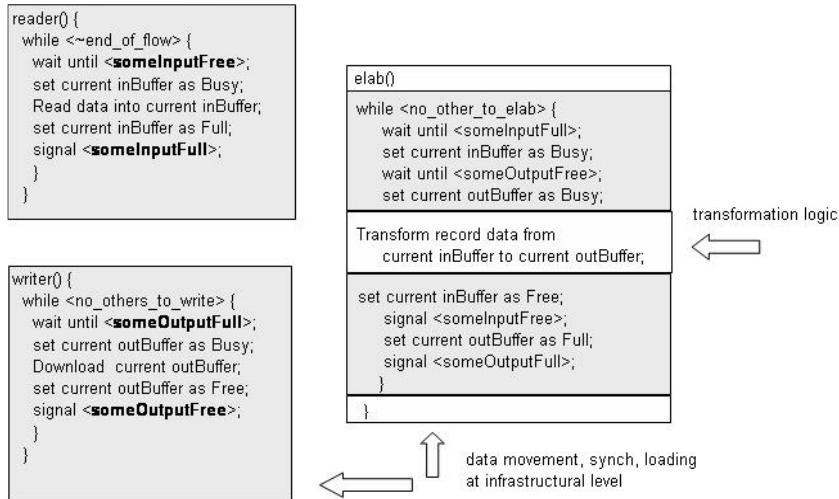 reader() {
while <~end_of_flow> {
wait until <someInputFree>;
set current inBuffer as Busy;
Read data into current inBuffer;
set current inBuffer as Full;
signal <someInputFull>;
}
}
writer() {
while <no_others_to_write> {
wait until <someOutputFull>;
set current outBuffer as Busy;
Download current outBuffer;
set current outBuffer as Free;
signal <someOutputFree>;
}
}
elab()
while <no_other_to_elab> {
wait until <someInputFull>;
set current inBuffer as Busy;
wait until <someOutputFree>;
set current outBuffer as Busy;
Transform record data from
current inBuffer to current outBuffer;
set current inBuffer as Free;
signal <someInputFree>;
set current outBuffer as Full;
signal <someOutputFull>;
}
}
transformation logic
data movement, synch, loading
at infrastructural level